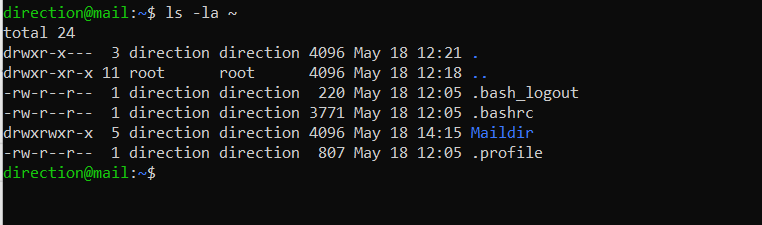 direction@mail:~$ ls -la ~
total 24
drwxr-x---  3 direction direction 4096 May 18 12:21 .
drwxr-xr-x 11 root      root      4096 May 18 12:18 ..
-rw-r--r--  1 direction direction  220 May 18 12:05 .bash_logout
-rw-r--r--  1 direction direction 3771 May 18 12:05 .bashrc
drwxrwxr-x  5 direction direction 4096 May 18 14:15 Maildir
-rw-r--r--  1 direction direction  807 May 18 12:05 .profile
direction@mail:~$